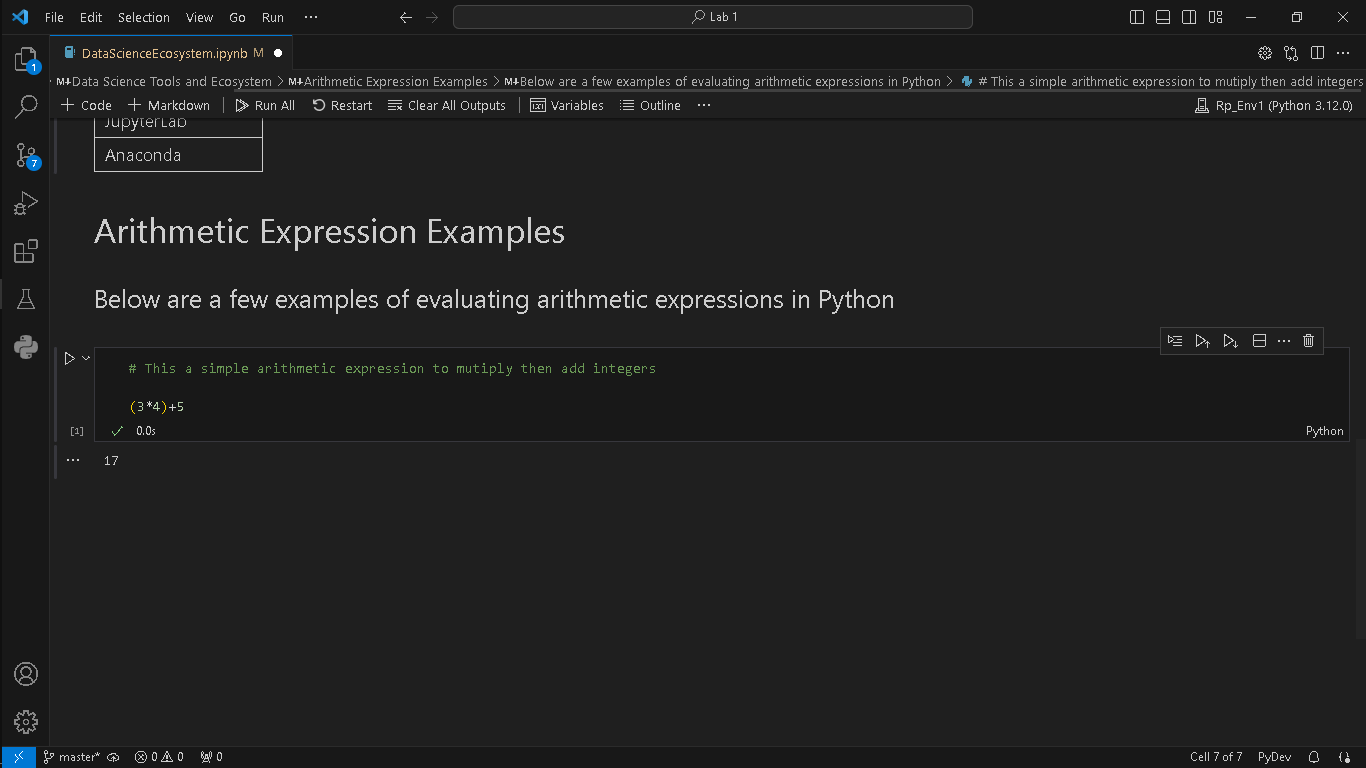 File Edit Selection View Go Run ···
Lab 1
1
DataScienceEcosystem.ipynb M
M↓Data Science Tools and Ecosystem > M↓Arithmetic Expression Examples > M↓Below are a few examples of evaluating arithmetic expressions in Python > # This a simple arithmetic expression to mutiply then add integers
+ Code + Markdown Run All Restart Clear All Outputs Variables Outline ···
Rp_Env1 (Python 3.12.0)
JupyterLab
Anaconda
7
Arithmetic Expression Examples
Below are a few examples of evaluating arithmetic expressions in Python
# This a simple arithmetic expression to mutiply then add integers
(3*4)+5
[1] 0.0s
Python
17
master* 0 0 0
Cell 7 of 7 PyDev